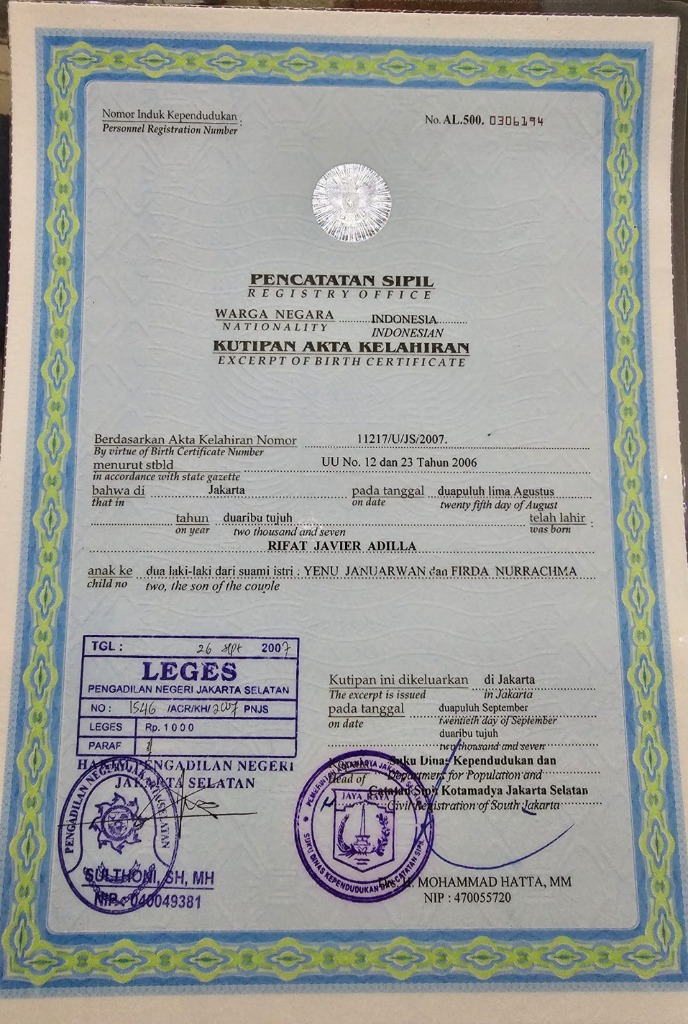 Nomor Induk Kependudukan :
Personnel Registration Number
No. AL.500. 0306194
PENCATATAN SIPIL
REGISTRY OFFICE
WARGA NEGARA INDONESIA
NATIONALITY INDONESIAN
KUTIPAN AKTA KELAHIRAN
EXCERPT OF BIRTH CERTIFICATE
Berdasarkan Akta Kelahiran Nomor 11217/U/JS/2007.
By virtue of Birth Certificate Number
menurut stbld UU No. 12 dan 23 Tahun 2006
in accordance with state gazette
bahwa di Jakarta pada tanggal duapuluh lima Agustus
that in on date twenty fifth day of August
tahun duaribu tujuh telah lahir :
on year two thousand and seven was born
RIFAT JAVIER ADILLA
anak ke dua laki-laki dari suami istri : YENU JANUARWAN dan FIRDA NURRACHMA
child no two, the son of the couple
TGL : 26 sept 2007
LEGES
PENGADILAN NEGERI JAKARTA SELATAN
NO : 1546 /ACR/KH/2007 PNJS
LEGES Rp. 1000
PARAF
HAKIM PENGADILAN NEGERI
JAKARTA SELATAN
PENGADILAN NEGERI JAKARTA SELATAN
SULTHONI, SH, MH
NIP. 040049381
Kutipan ini dikeluarkan di Jakarta
The excerpt is issued in Jakarta
pada tanggal duapuluh September
on date twentieth day of September
duaribu tujuh
two thousand and seven
Suku Dinas Kependudukan dan
Head of Department for Population and
Catatan Sipil Kotamadya Jakarta Selatan
Civil Registration of South Jakarta
JAYA RAYA
SUKU DINAS KEPENDUDUKAN DAN CATATAN SIPIL
Drs. H. MOHAMMAD HATTA, MM
NIP : 470055720